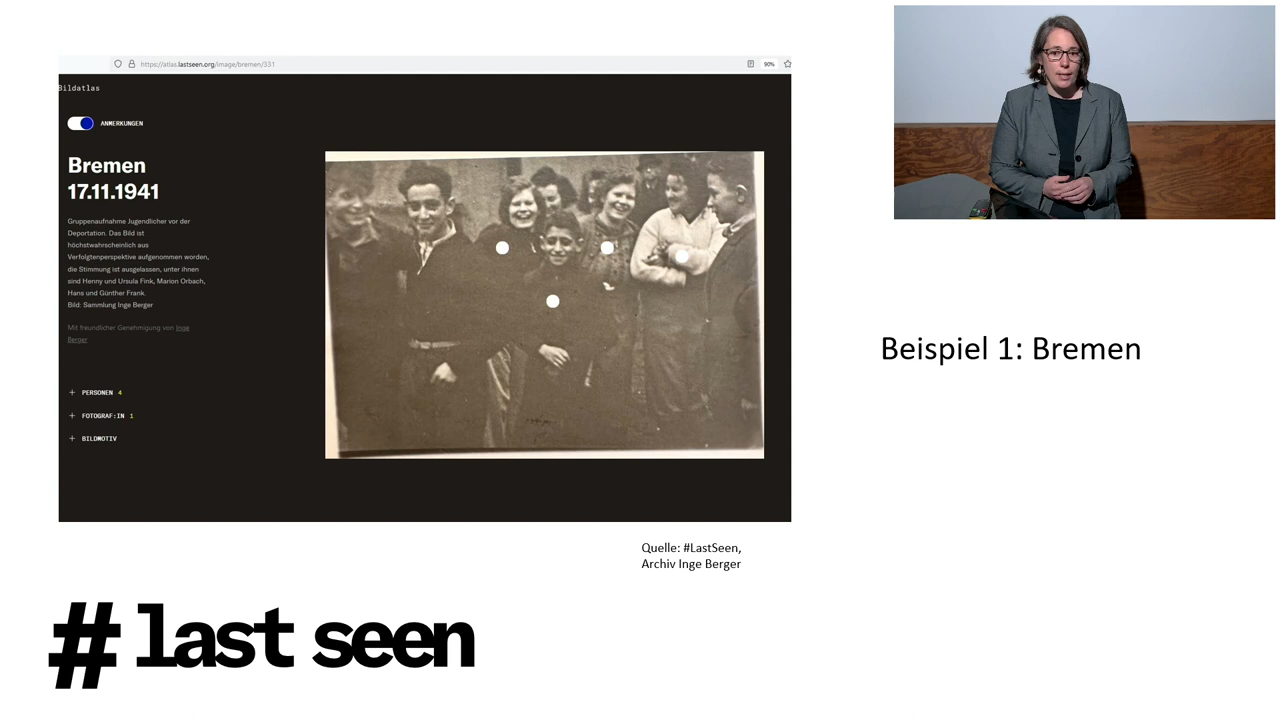 https://atlas.lastseen.org/image/bremen/331
90%
Bildatlas
ANMERKUNGEN
Bremen
17.11.1941
Gruppenaufnahme Jugendlicher vor der
Deportation. Das Bild ist
höchstwahrscheinlich aus
Verfolgtenperspektive aufgenommen worden,
die Stimmung ist ausgelassen, unter ihnen
sind Henny und Ursula Fink, Marion Orbach,
Hans und Günther Frank.
Bild: Sammlung Inge Berger
Mit freundlicher Genehmigung von Inge
Berger
+ PERSONEN 4
+ FOTOGRAF:IN 1
+ BILDMOTIV
Beispiel 1: Bremen
Quelle: #LastSeen,
Archiv Inge Berger
# last seen